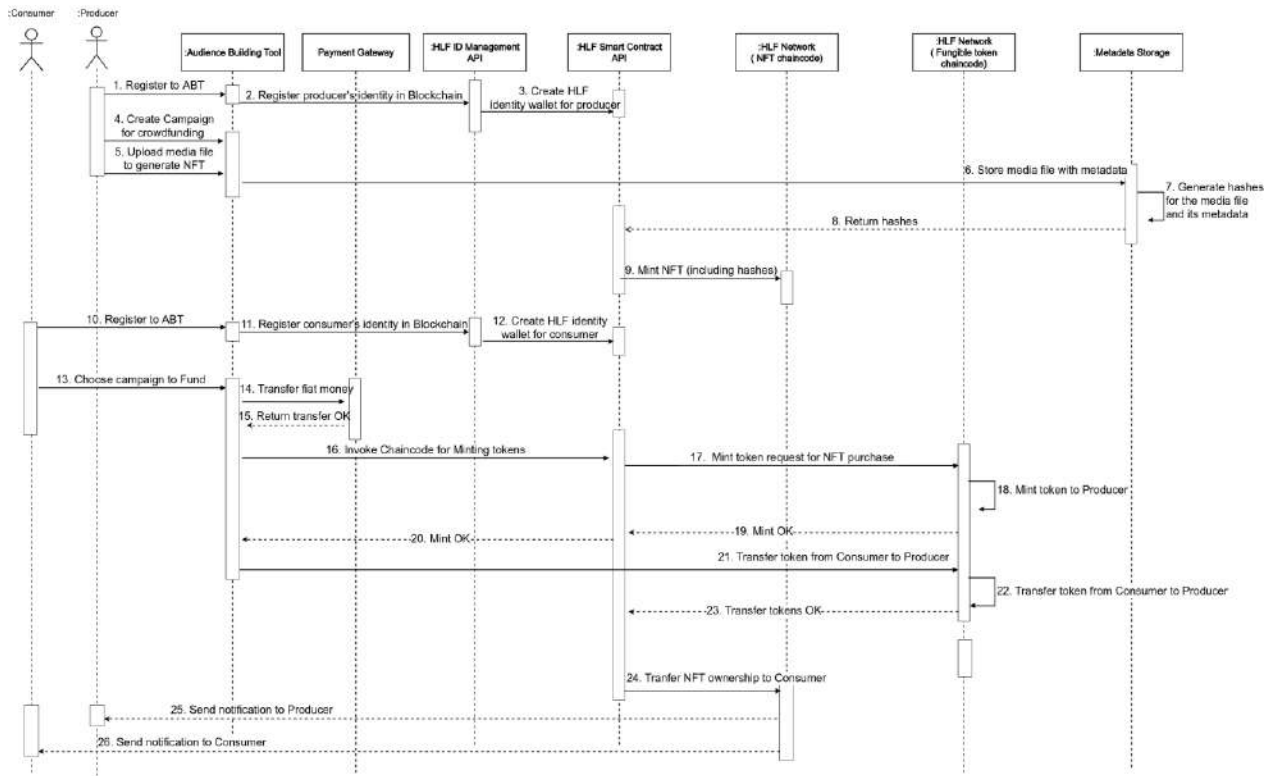 :Consumer
:Producer
:Audience Building Tool
Payment Gateway
:HLF ID Management
API
:HLF Smart Contract
API
:HLF Network
( NFT chaincode)
:HLF Network
( Fungible token
chaincode)
:Metadata Storage
1. Register to ABT
2. Register producer's identity in Blockchain
3. Create HLF
identity wallet for producer
4. Create Campaign
for crowdfunding
5. Upload media file
to generate NFT
6. Store media file with metadata
7. Generate hashes
for the media file
and its metadata
8. Return hashes
9. Mint NFT (including hashes)
10. Register to ABT
11. Register consumer's identity in Blockchain
12. Create HLF identity
wallet for consumer
13. Choose campaign to Fund
14. Transfer fiat money
15. Return transfer OK
16. Invoke Chaincode for Minting tokens
17. Mint token request for NFT purchase
18. Mint token to Producer
19. Mint OK
20. Mint OK
21. Transfer token from Consumer to Producer
22. Transfer token from Consumer to Producer
23. Transfer tokens OK
24. Tranfer NFT ownership to Consumer
25. Send notification to Producer
26. Send notification to Consumer